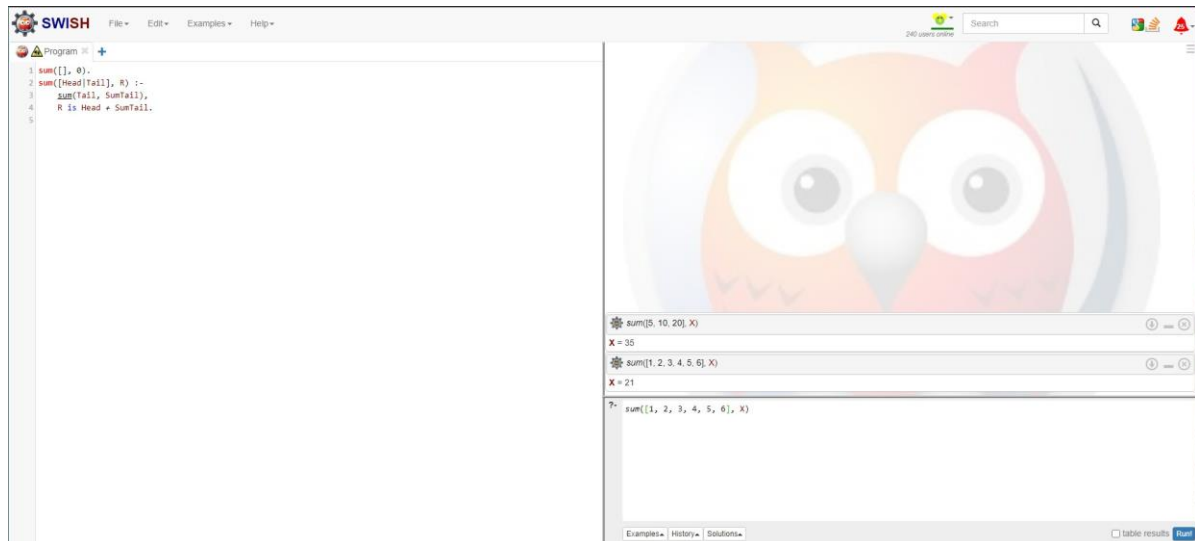 SWISH File Edit Examples Help 240 users online Search 25
Program
1 sum([], 0).
2 sum([Head|Tail], R) :-
3 sum(Tail, SumTail),
4 R is Head + SumTail.
5
sum([5, 10, 20], X)
X = 35
sum([1, 2, 3, 4, 5, 6], X)
X = 21
?- sum([1, 2, 3, 4, 5, 6], X)
Examples History Solutions table results Run!